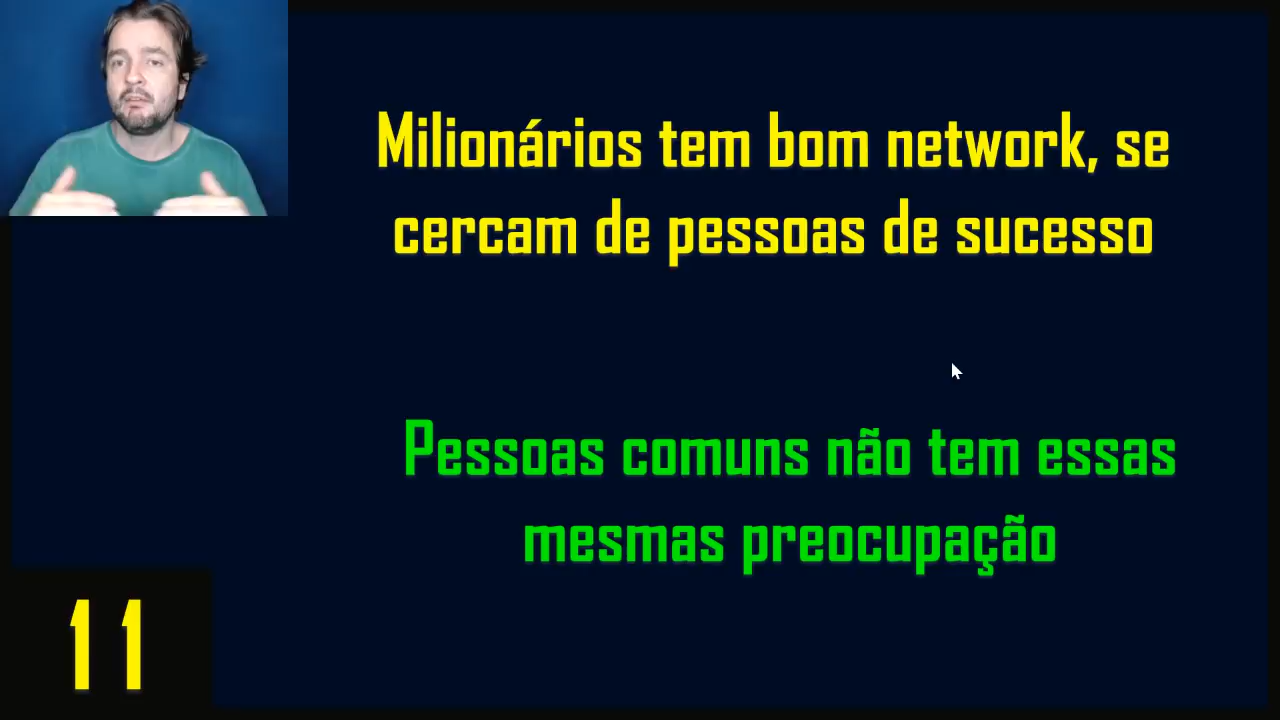 Milionários tem bom network, se
cercam de pessoas de sucesso
Pessoas comuns não tem essas
mesmas preocupação
11